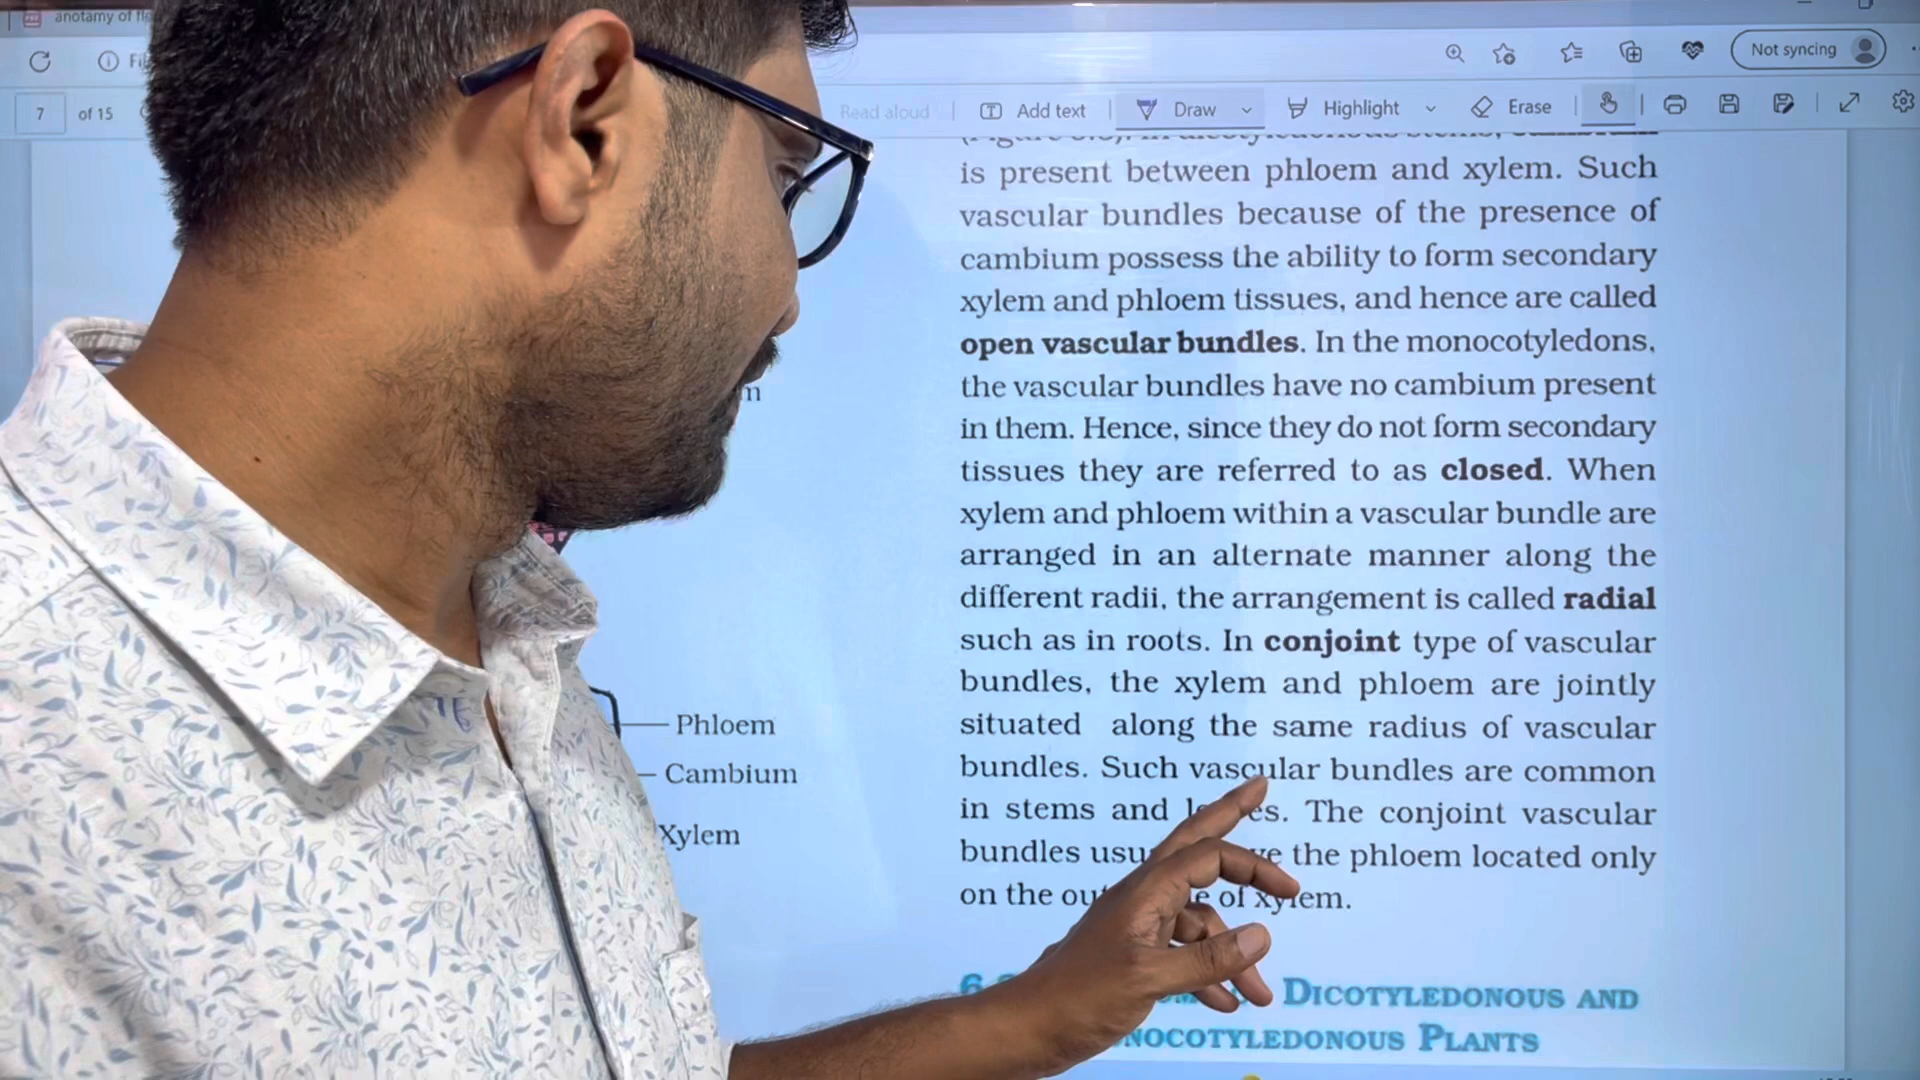 anotamy of
Not syncing
7 of 15
Read aloud
Add text
Draw
Highlight
Erase
is present between phloem and xylem. Such
vascular bundles because of the presence of
cambium possess the ability to form secondary
xylem and phloem tissues, and hence are called
open vascular bundles. In the monocotyledons,
the vascular bundles have no cambium present
in them. Hence, since they do not form secondary
tissues they are referred to as closed. When
xylem and phloem within a vascular bundle are
arranged in an alternate manner along the
different radii, the arrangement is called radial
such as in roots. In conjoint type of vascular
bundles, the xylem and phloem are jointly
situated along the same radius of vascular
bundles. Such vascular bundles are common
in stems and
The conjoint vascular
bundles
the phloem located only
on the
of xylem.
Phloem
Cambium
Xylem
DICOTYLEDONOUS AND
PLANTS